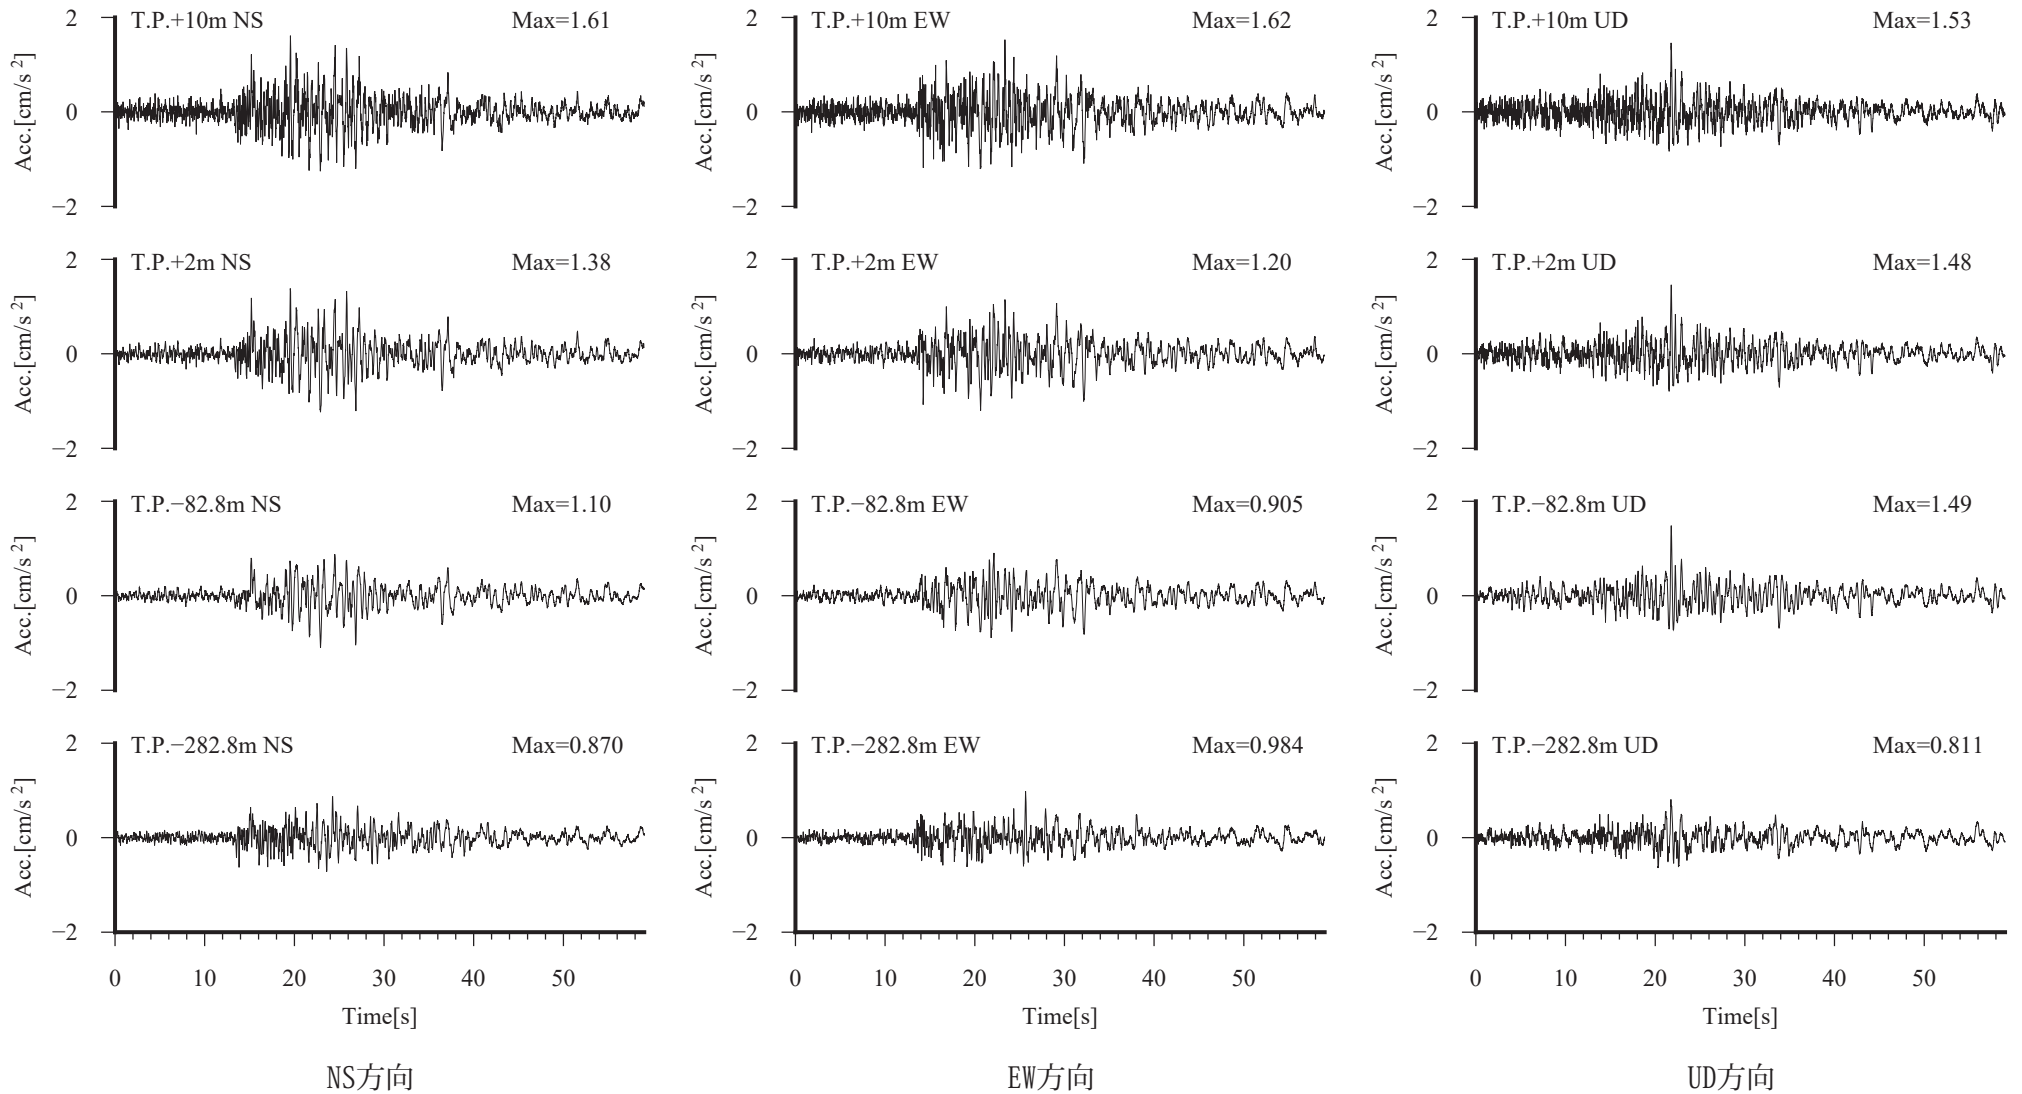 T.P.+10m NS Max=1.61
2
0
−2
Acc.[cm/s²]
T.P.+2m NS Max=1.38
2
0
−2
Acc.[cm/s²]
T.P.−82.8m NS Max=1.10
2
0
−2
Acc.[cm/s²]
T.P.−282.8m NS Max=0.870
2
0
−2
Acc.[cm/s²]
0 10 20 30 40 50
Time[s]
NS方向
T.P.+10m EW Max=1.62
2
0
−2
Acc.[cm/s²]
T.P.+2m EW Max=1.20
2
0
−2
Acc.[cm/s²]
T.P.−82.8m EW Max=0.905
2
0
−2
Acc.[cm/s²]
T.P.−282.8m EW Max=0.984
2
0
−2
Acc.[cm/s²]
0 10 20 30 40 50
Time[s]
EW方向
T.P.+10m UD Max=1.53
2
0
−2
Acc.[cm/s²]
T.P.+2m UD Max=1.48
2
0
−2
Acc.[cm/s²]
T.P.−82.8m UD Max=1.49
2
0
−2
Acc.[cm/s²]
T.P.−282.8m UD Max=0.811
2
0
−2
Acc.[cm/s²]
0 10 20 30 40 50
Time[s]
UD方向